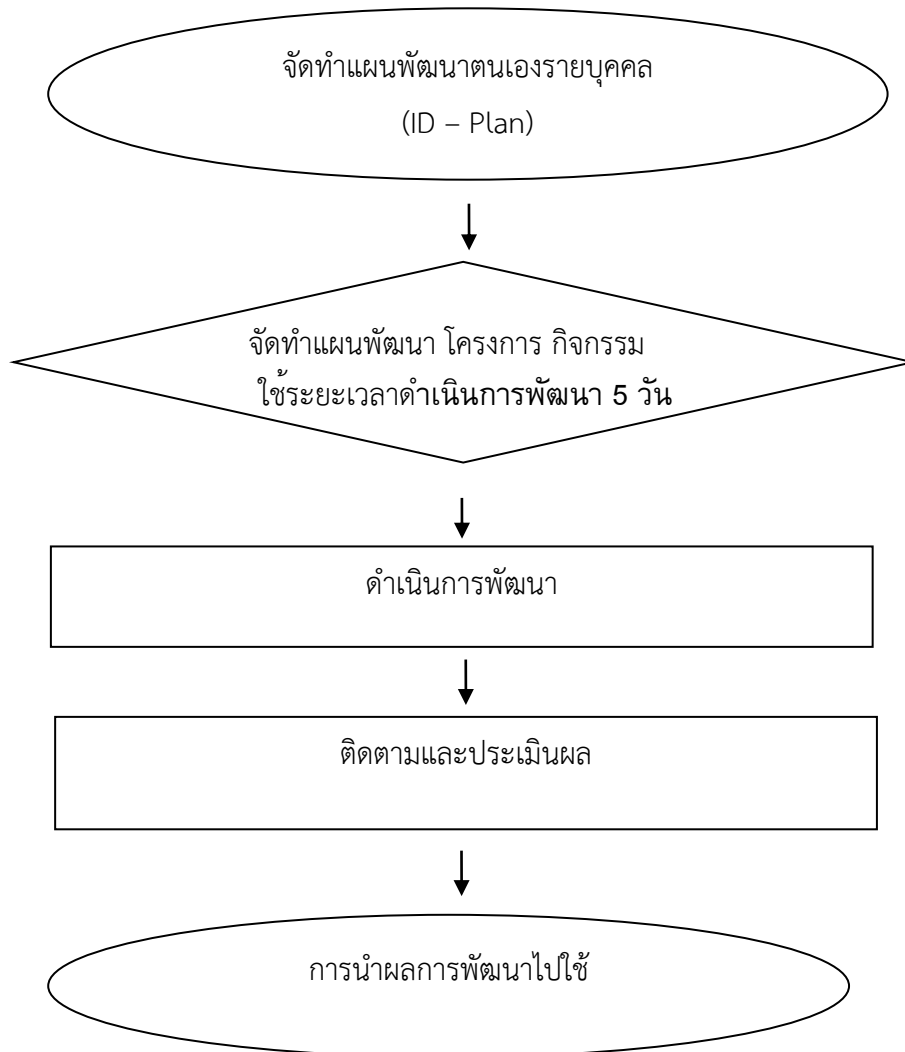 จัดทำแผนพัฒนาตนเองรายบุคคล
(ID – Plan)
จัดทำแผนพัฒนา โครงการ กิจกรรม
ใช้ระยะเวลาดำเนินการพัฒนา 5 วัน
ดำเนินการพัฒนา
ติดตามและประเมินผล
การนำผลการพัฒนาไปใช้